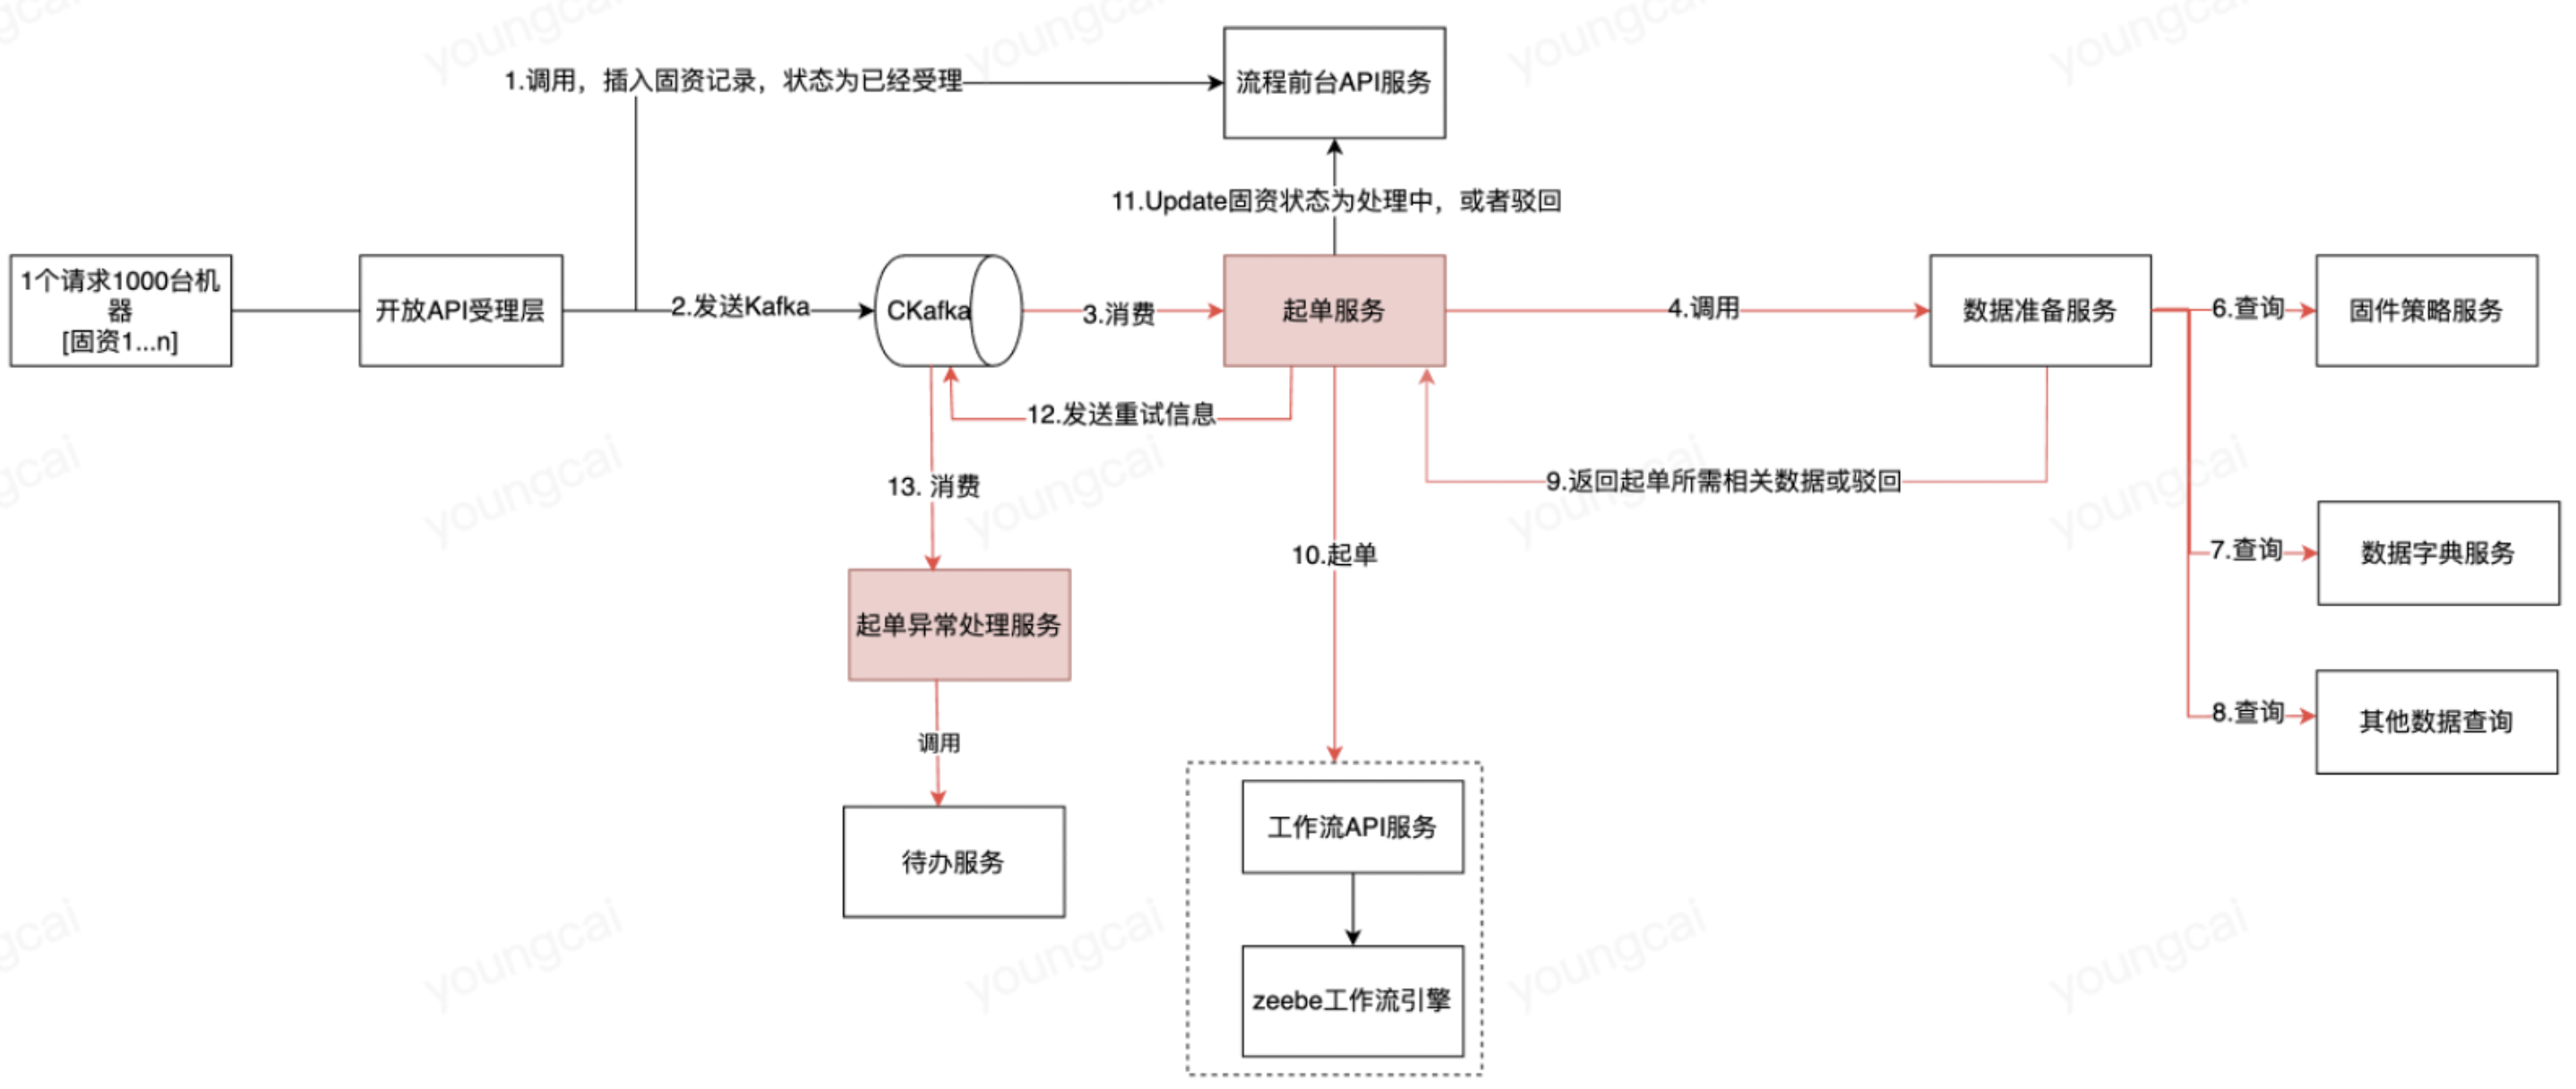 youngcai
youngcai
youngcai
youngcai
youngcai
1.调用，插入固资记录，状态为已经受理
流程前台API服务
11.Update固资状态为处理中，或者驳回
1个请求1000台机
器
[固资1...n]
开放API受理层
2.发送Kafka
CKafka
3.消费
起单服务
4.调用
数据准备服务
6.查询
固件策略服务
12.发送重试信息
13. 消费
9.返回起单所需相关数据或驳回
youngcai
youngcai
youngcai
youngcai
youngcai
10.起单
7.查询
数据字典服务
起单异常处理服务
8.查询
其他数据查询
调用
待办服务
工作流API服务
zeebe工作流引擎
youngcai
youngcai
youngcai
youngcai
youngcai